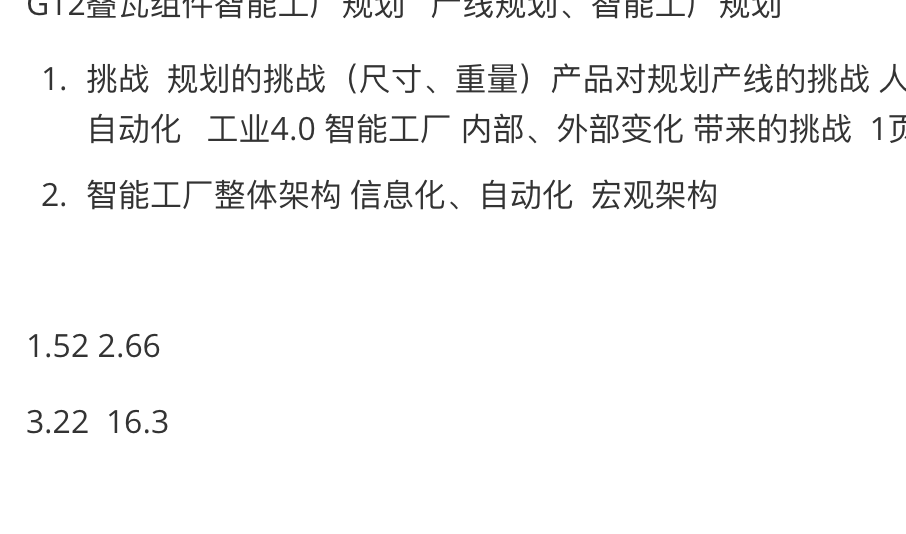 G12叠瓦组件智能工厂规划 产线规划、智能工厂规划
1. 挑战 规划的挑战（尺寸、重量）产品对规划产线的挑战 人
自动化 工业4.0 智能工厂 内部、外部变化 带来的挑战 1页
2. 智能工厂整体架构 信息化、自动化 宏观架构
1.52 2.66
3.22 16.3